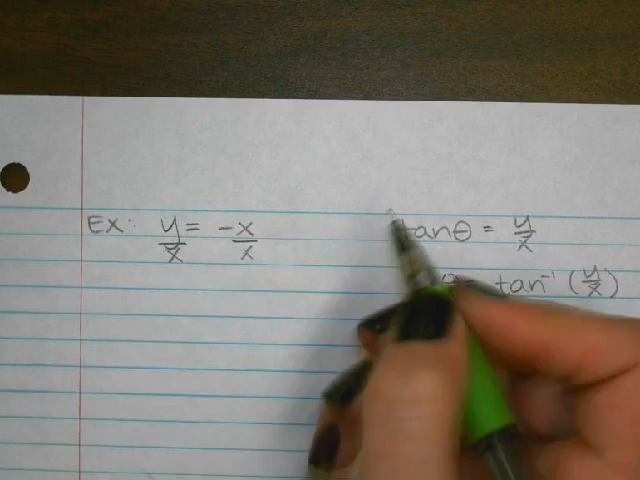 Ex: y/x = -x/x
tanθ = y/x
θ = tan⁻¹ (y/x)